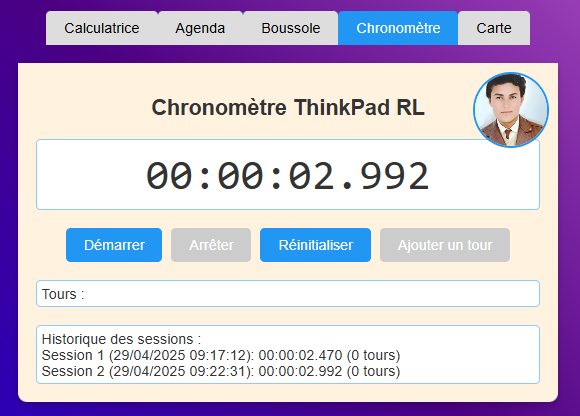 Calculatrice Agenda Boussole Chronomètre Carte
Chronomètre ThinkPad RL
00:00:02.992
Démarrer Arrêter Réinitialiser Ajouter un tour
Tours :
Historique des sessions :
Session 1 (29/04/2025 09:17:12): 00:00:02.470 (0 tours)
Session 2 (29/04/2025 09:22:31): 00:00:02.992 (0 tours)